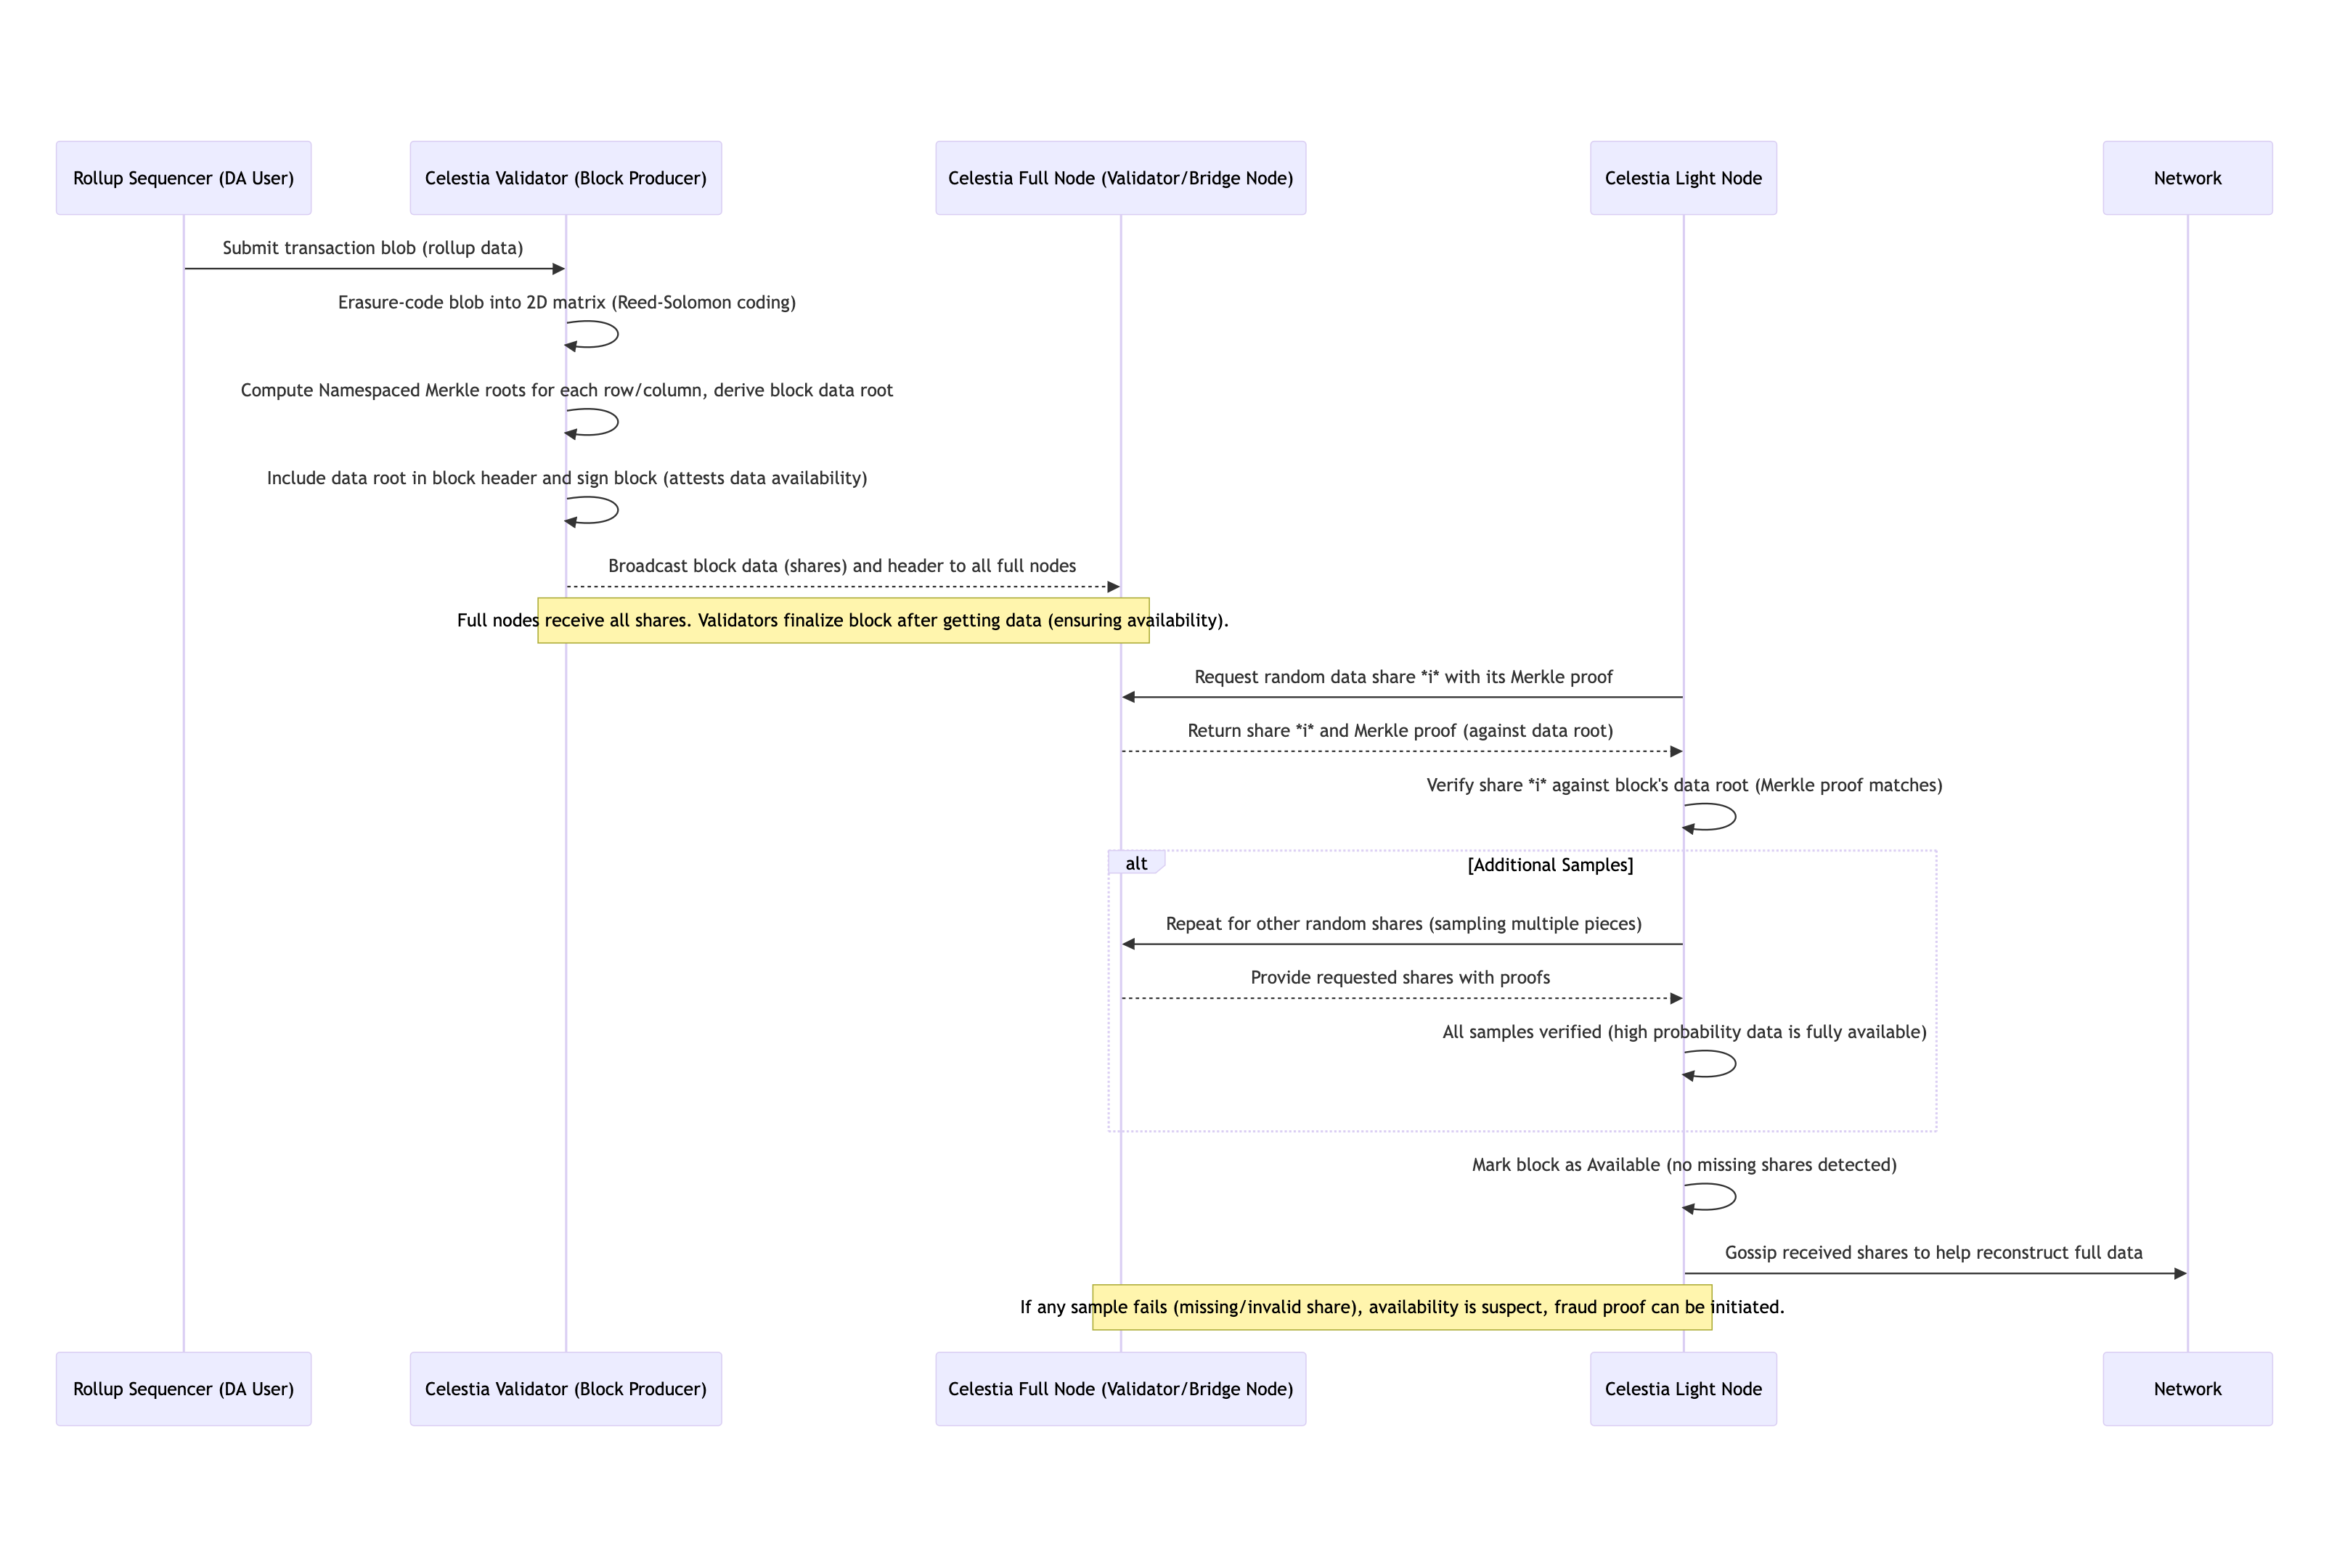 Rollup Sequencer (DA User)
Celestia Validator (Block Producer)
Celestia Full Node (Validator/Bridge Node)
Celestia Light Node
Network
Submit transaction blob (rollup data)
Erasure-code blob into 2D matrix (Reed-Solomon coding)
Compute Namespaced Merkle roots for each row/column, derive block data root
Include data root in block header and sign block (attests data availability)
Broadcast block data (shares) and header to all full nodes
Full nodes receive all shares. Validators finalize block after getting data (ensuring availability).
Request random data share *i* with its Merkle proof
Return share *i* and Merkle proof (against data root)
Verify share *i* against block's data root (Merkle proof matches)
alt
[Additional Samples]
Repeat for other random shares (sampling multiple pieces)
Provide requested shares with proofs
All samples verified (high probability data is fully available)
Mark block as Available (no missing shares detected)
Gossip received shares to help reconstruct full data
If any sample fails (missing/invalid share), availability is suspect, fraud proof can be initiated.
Rollup Sequencer (DA User)
Celestia Validator (Block Producer)
Celestia Full Node (Validator/Bridge Node)
Celestia Light Node
Network